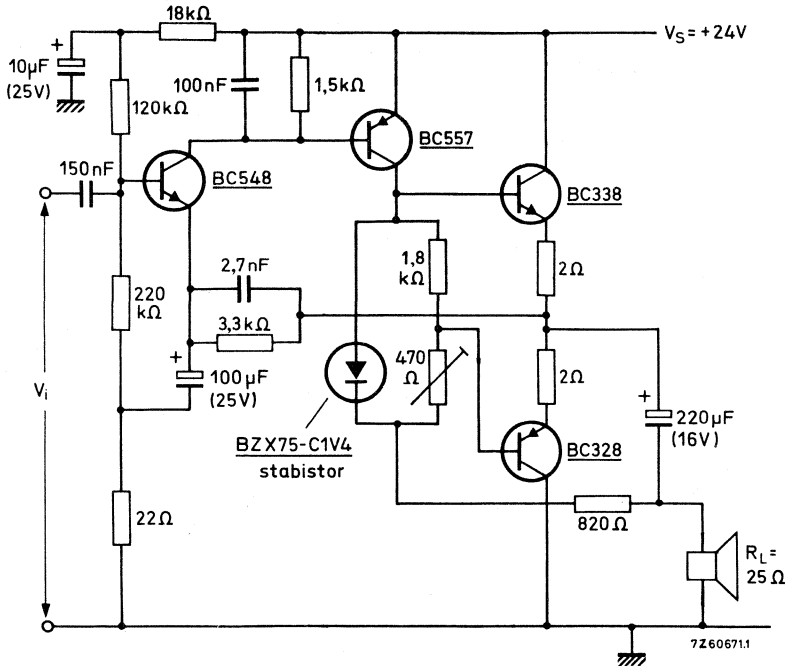 18kΩ
V_S = +24V
+
10µF
(25V)
100nF
1,5kΩ
120kΩ
BC557
150nF
BC548
BC338
2,7nF
1,8
kΩ
2Ω
220
kΩ
3,3kΩ
+
100µF
(25V)
470
Ω
2Ω
+
220µF
(16V)
V_i
BZX75-C1V4
stabistor
BC328
22Ω
820Ω
R_L =
25Ω
7Z60671.1